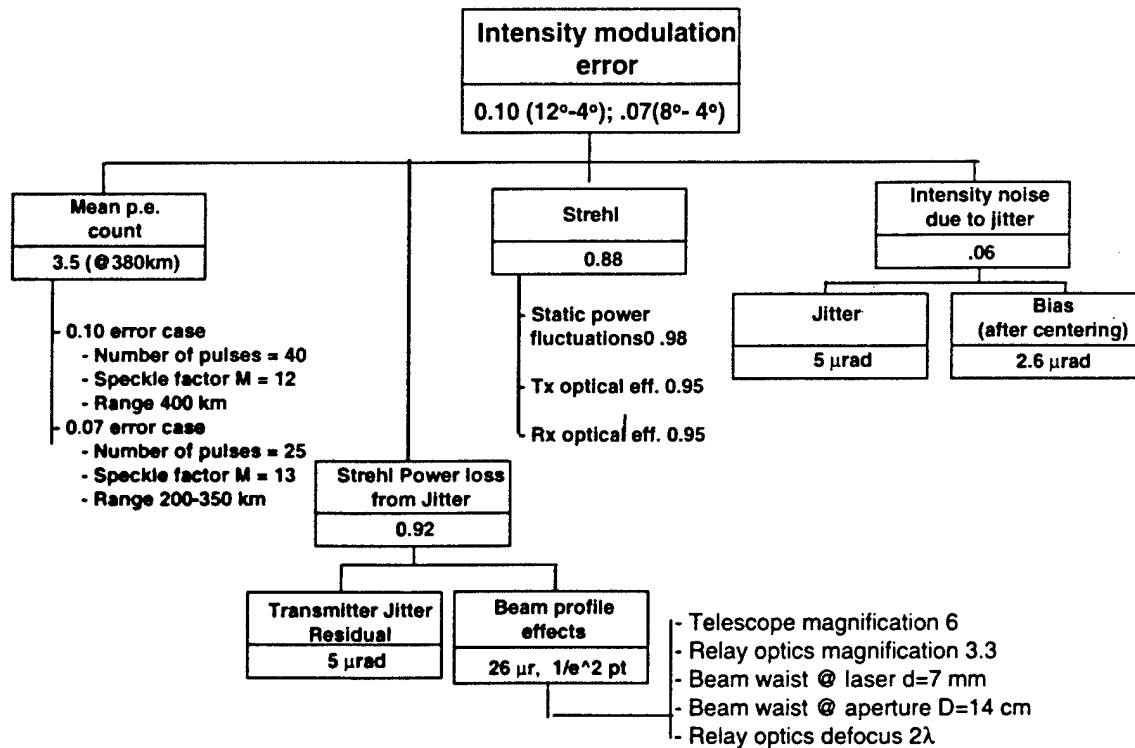 Intensity modulation
error
0.10 (12º-4º); .07(8º- 4º)
Mean p.e.
count
3.5 (@380km)
- 0.10 error case
- Number of pulses = 40
- Speckle factor M = 12
- Range 400 km
- 0.07 error case
- Number of pulses = 25
- Speckle factor M = 13
- Range 200-350 km
Strehl
0.88
- Static power
fluctuations0 .98
- Tx optical eff. 0.95
- Rx optical eff. 0.95
Intensity noise
due to jitter
.06
Jitter
5 µrad
Bias
(after centering)
2.6 µrad
Strehl Power loss
from Jitter
0.92
Transmitter Jitter
Residual
5 µrad
Beam profile
effects
26 µr, 1/e^2 pt
- Telescope magnification 6
- Relay optics magnification 3.3
- Beam waist @ laser d=7 mm
- Beam waist @ aperture D=14 cm
- Relay optics defocus 2λ